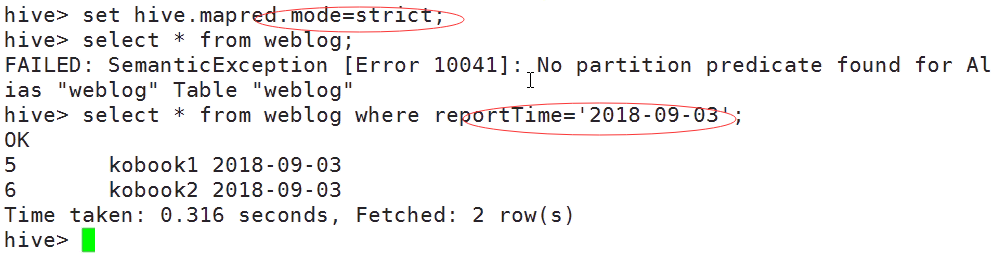 hive> set hive.mapred.mode=strict;
hive> select * from weblog;
FAILED: SemanticException [Error 10041]: No partition predicate found for Al
ias "weblog" Table "weblog"
hive> select * from weblog where reportTime='2018-09-03';
OK
5       kobook1 2018-09-03
6       kobook2 2018-09-03
Time taken: 0.316 seconds, Fetched: 2 row(s)
hive>